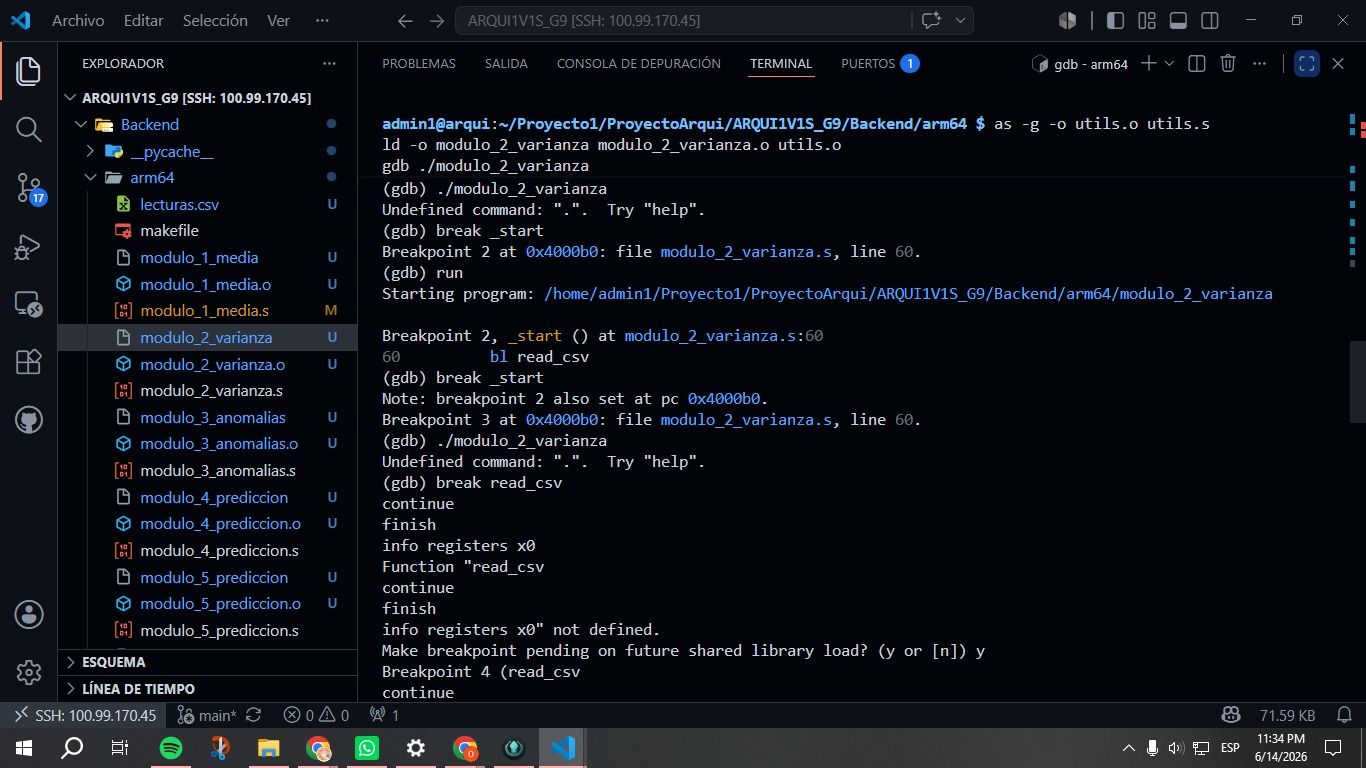 Archivo Editar Selección Ver ···
ARQUI1V1S_G9 [SSH: 100.99.170.45]
EXPLORADOR ···
ARQUI1V1S_G9 [SSH: 100.99.170.45]
Backend
__pycache__
arm64
lecturas.csv U
makefile
modulo_1_media U
modulo_1_media.o U
modulo_1_media.s M
modulo_2_varianza U
modulo_2_varianza.o U
modulo_2_varianza.s
modulo_3_anomalias U
modulo_3_anomalias.o U
modulo_3_anomalias.s
modulo_4_prediccion U
modulo_4_prediccion.o U
modulo_4_prediccion.s
modulo_5_prediccion U
modulo_5_prediccion.o U
modulo_5_prediccion.s
ESQUEMA
LÍNEA DE TIEMPO
17
PROBLEMAS SALIDA CONSOLA DE DEPURACIÓN TERMINAL PUERTOS 1
gdb - arm64
admin1@arqui:~/Proyecto1/ProyectoArqui/ARQUI1V1S_G9/Backend/arm64 $ as -g -o utils.o utils.s
ld -o modulo_2_varianza modulo_2_varianza.o utils.o
gdb ./modulo_2_varianza
(gdb) ./modulo_2_varianza
Undefined command: ".".  Try "help".
(gdb) break _start
Breakpoint 2 at 0x4000b0: file modulo_2_varianza.s, line 60.
(gdb) run
Starting program: /home/admin1/Proyecto1/ProyectoArqui/ARQUI1V1S_G9/Backend/arm64/modulo_2_varianza
Breakpoint 2, _start () at modulo_2_varianza.s:60
60          bl read_csv
(gdb) break _start
Note: breakpoint 2 also set at pc 0x4000b0.
Breakpoint 3 at 0x4000b0: file modulo_2_varianza.s, line 60.
(gdb) ./modulo_2_varianza
Undefined command: ".".  Try "help".
(gdb) break read_csv
continue
finish
info registers x0
Function "read_csv
continue
finish
info registers x0" not defined.
Make breakpoint pending on future shared library load? (y or [n]) y
Breakpoint 4 (read_csv
continue
SSH: 100.99.170.45 main* 0 0 1 71.59 KB
ESP 11:34 PM
6/14/2026